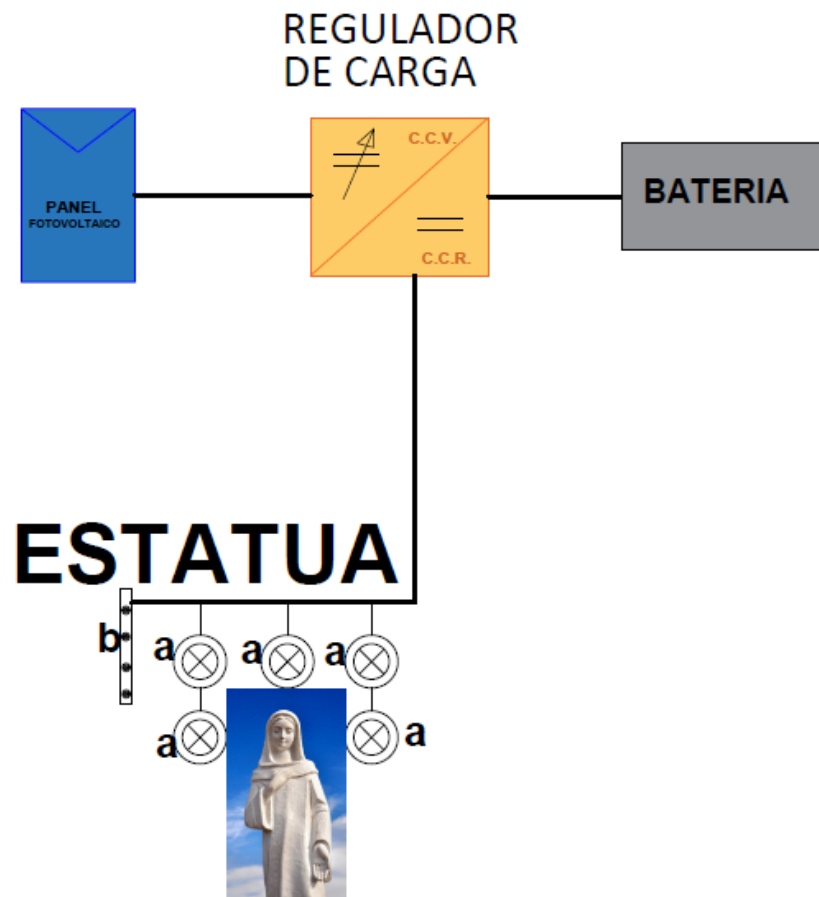 REGULADOR
DE CARGA
C.C.V.
PANEL
FOTOVOLTAICO
BATERIA
C.C.R.
ESTATUA
b
a
a
a
a
a